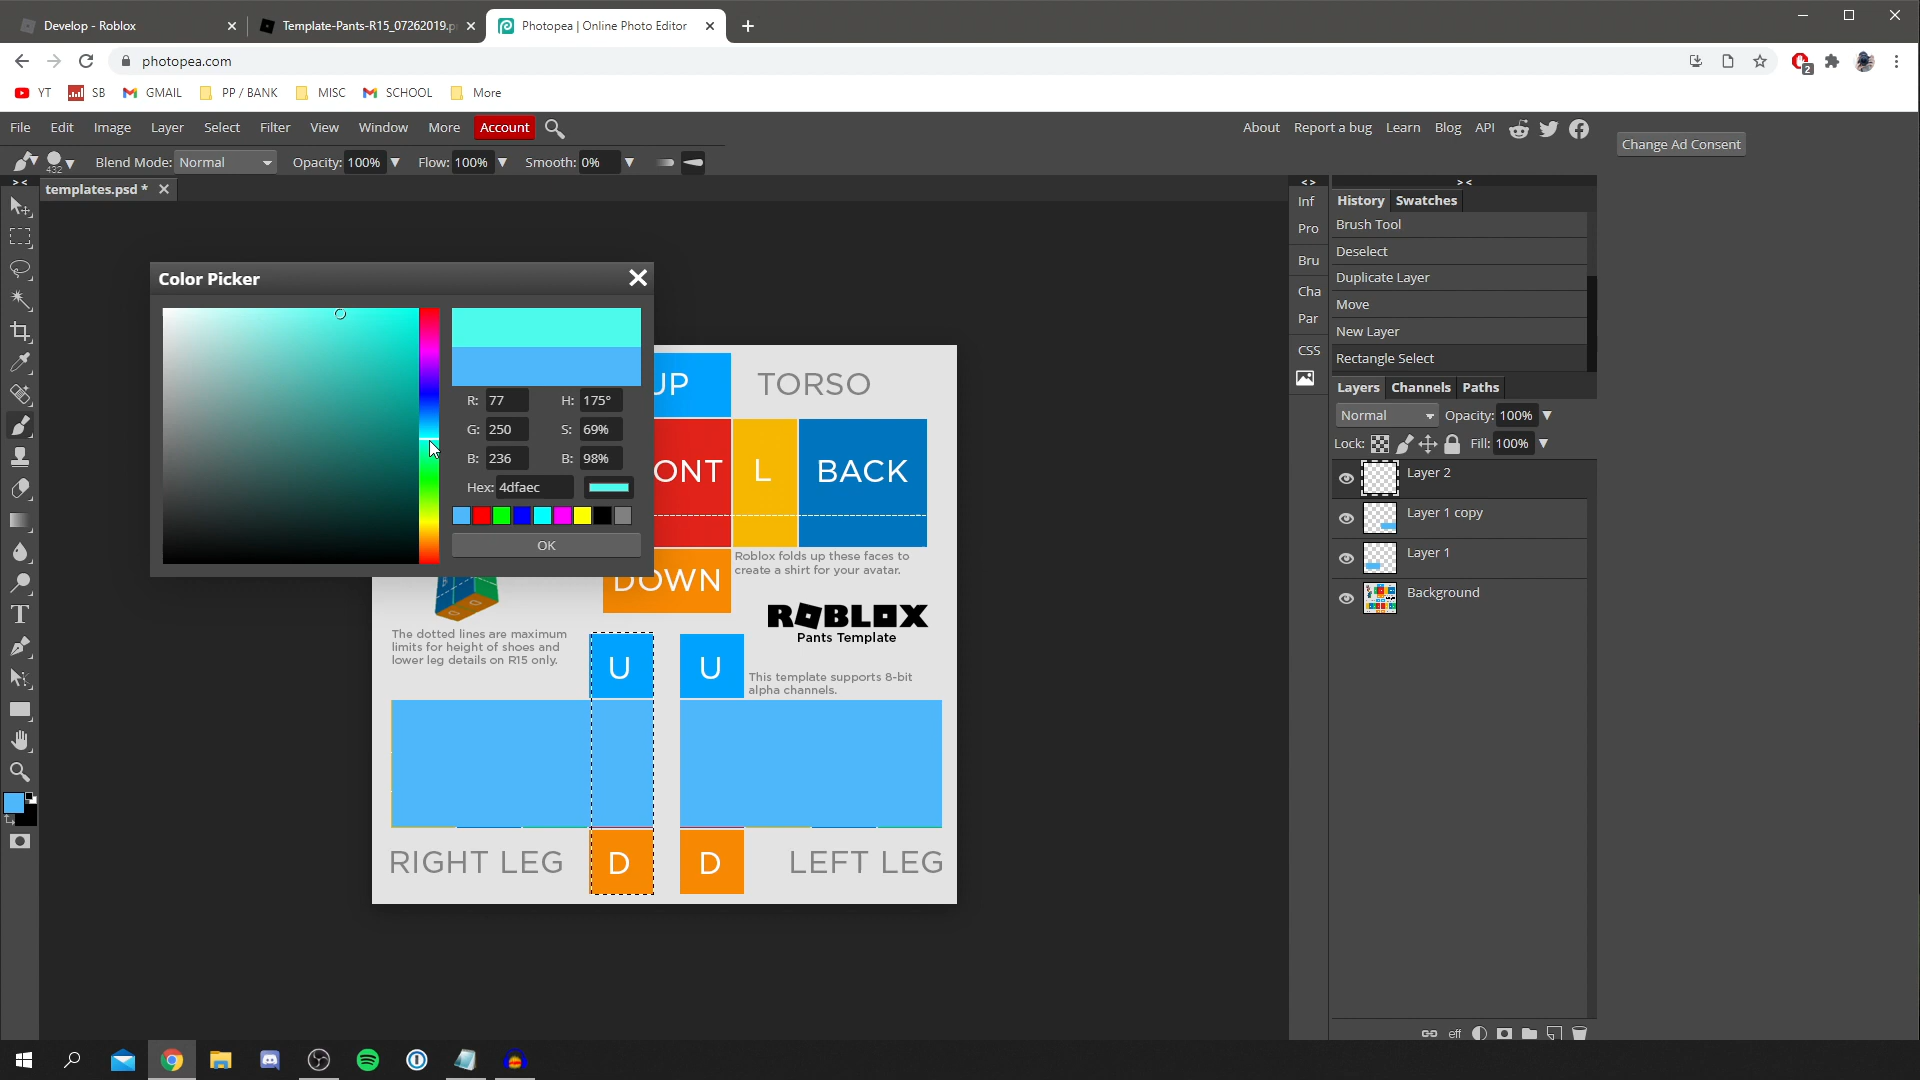 Develop - Roblox
Template-Pants-R15_07262019.p
Photopea | Online Photo Editor
photopea.com
2
YT
SB
GMAIL
PP / BANK
MISC
SCHOOL
More
File Edit Image Layer Select Filter View Window More Account
About Report a bug Learn Blog API
Change Ad Consent
432
Blend Mode: Normal Opacity: 100% Flow: 100% Smooth: 0%
> <
< >
> <
templates.psd *
Inf
Pro
Bru
Cha
Par
CSS
History Swatches
Brush Tool
Deselect
Duplicate Layer
Move
New Layer
Rectangle Select
Layers Channels Paths
Normal Opacity: 100%
Lock: Fill: 100%
Layer 2
Layer 1 copy
Layer 1
Background
eff
Color Picker
R: 77 H: 175°
G: 250 S: 69%
B: 236 B: 98%
Hex: 4dfaec
OK
UP
TORSO
ONT
L
BACK
DOWN
Roblox folds up these faces to
create a shirt for your avatar.
ROBLOX
Pants Template
The dotted lines are maximum
limits for height of shoes and
lower leg details on R15 only.
U
U
This template supports 8-bit
alpha channels.
RIGHT LEG
D
D
LEFT LEG
T